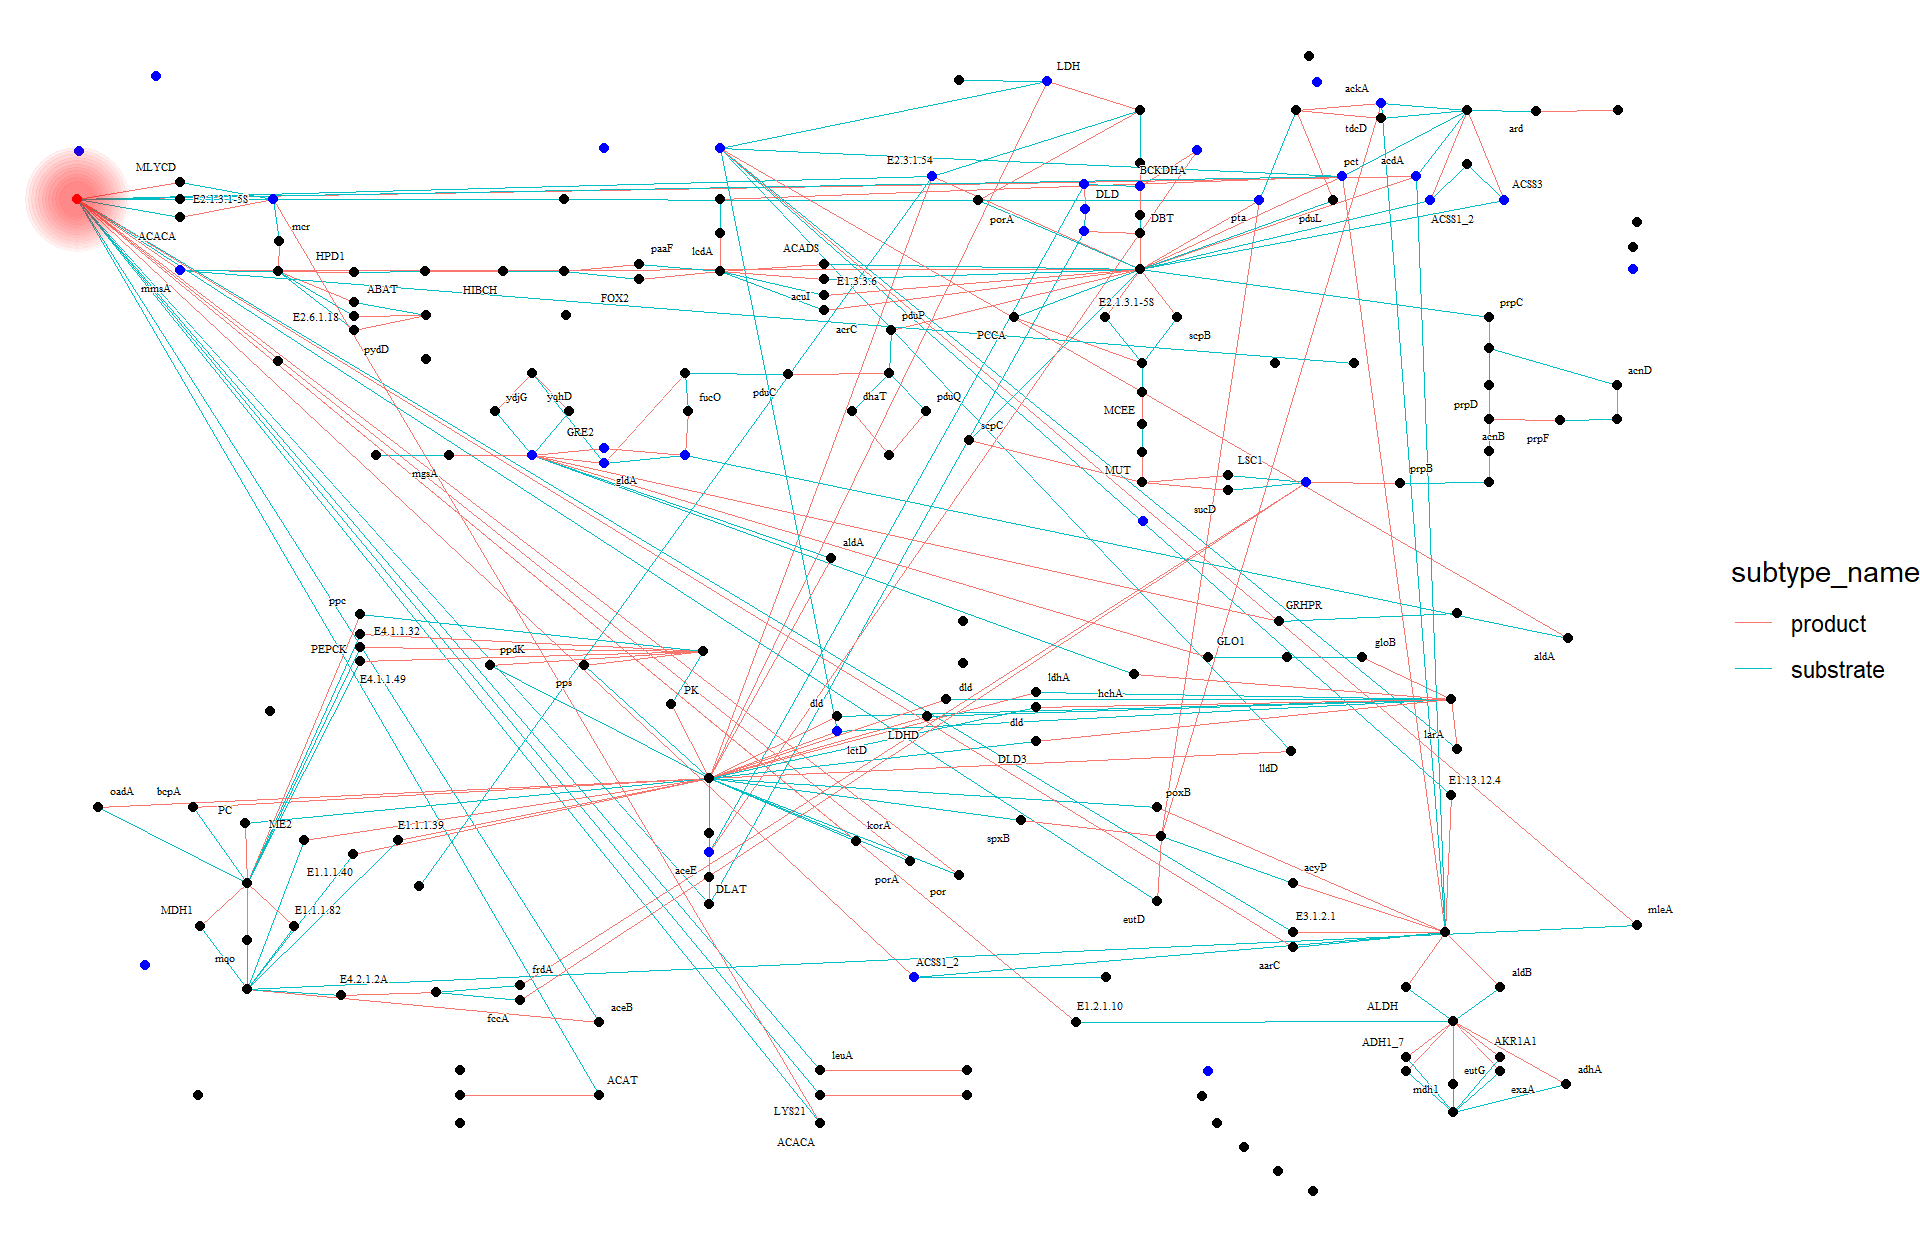 LDH
ackA
tdcD
ard
MLYCD
E2.3.1.54
BCKDHA
pct
acdA
E2.1.3.1-5S
DLD
ACSS3
ACACA
mcr
porA
DBT
pta
pduL
ACSS1_2
HPD1
paaF
lcdA
ACADS
mmsA
ABAT
HIBCH
FOX2
acuI
E1.3.3.6
E2.1.3.1-5S
prpC
E2.6.1.18
acrC
pduP
PCCA
scpB
pydD
ydjG
yqhD
fucO
pduC
dhaT
pduQ
acnD
GRE2
scpC
MCEE
prpD
acnB
prpF
mgsA
gldA
MUT
LSC1
prpB
sucD
aldA
ppc
E4.1.1.32
GRHPR
PEPCK
ppdK
GLO1
gloB
aldA
E4.1.1.49
pps
PK
dld
ldhA
hchA
dld
lctD
LDHD
dld
DLD3
lldD
larA
E1.13.12.4
oadA
bcpA
PC
ME2
E1.1.1.39
korA
spxB
poxB
E1.1.1.40
aceE
DLAT
porA
por
acyP
MDH1
E1.1.1.82
eutD
E3.1.2.1
mleA
mqo
E4.2.1.2A
frdA
ACSS1_2
aarC
aldB
fccA
aceB
E1.2.1.10
ALDH
ADH1_7
AKR1A1
leuA
ACAT
mdh1
eutG
exaA
adhA
LYS21
ACACA
subtype_name
product
substrate